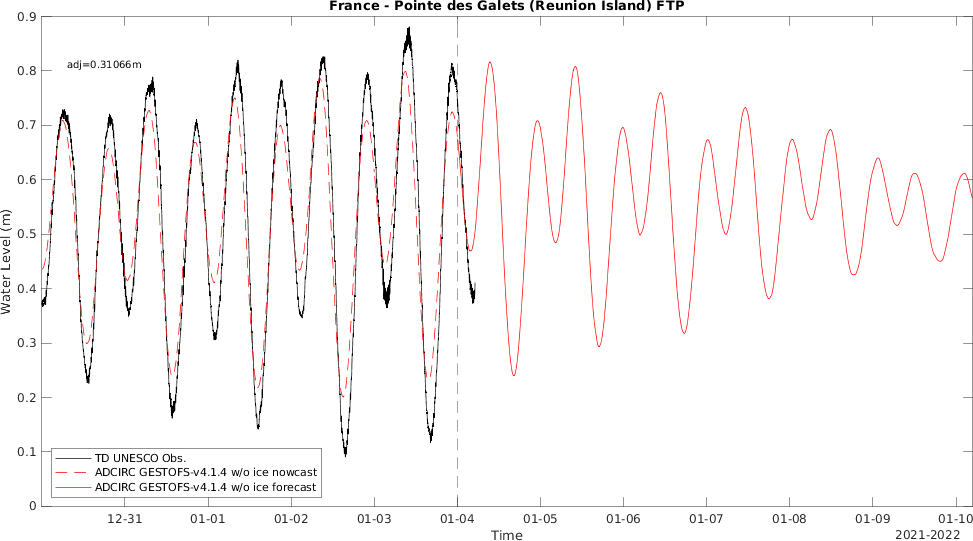 France - Pointe des Galets (Reunion Island) FTP
0.9
0.8
0.7
0.6
0.5
0.4
0.3
0.2
0.1
0
Water Level (m)
adj=0.31066m
TD UNESCO Obs.
ADCIRC GESTOFS-v4.1.4 w/o ice nowcast
ADCIRC GESTOFS-v4.1.4 w/o ice forecast
12-31 01-01 01-02 01-03 01-04 01-05 01-06 01-07 01-08 01-09 01-10
Time
2021-2022